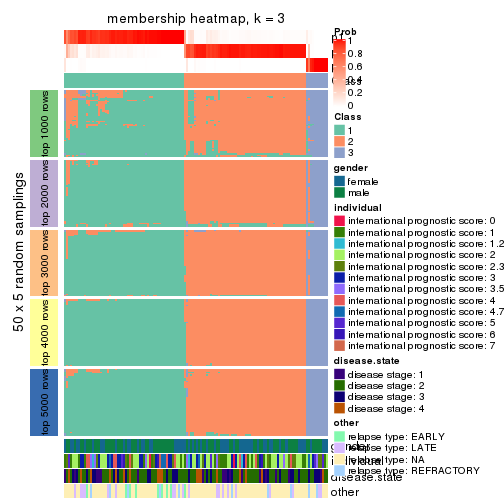 membership heatmap, k = 3
50 x 5 random samplings
top 1000 rows
top 2000 rows
top 3000 rows
top 4000 rows
top 5000 rows
Prob
1
0.8
0.6
0.4
0.2
0
Class
1
2
3
gender
female
male
individual
international prognostic score: 0
international prognostic score: 1
international prognostic score: 1.2
international prognostic score: 2
international prognostic score: 2.3
international prognostic score: 3
international prognostic score: 3.5
international prognostic score: 4
international prognostic score: 4.7
international prognostic score: 5
international prognostic score: 6
international prognostic score: 7
disease.state
disease stage: 1
disease stage: 2
disease stage: 3
disease stage: 4
other
relapse type: EARLY
relapse type: LATE
relapse type: NA
relapse type: REFRACTORY
gender
individual
disease.state
other